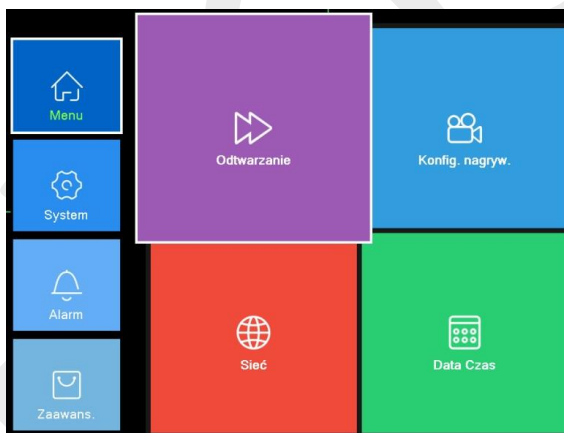 Menu
System
Alarm
Zaawans.
Odtwarzanie
Konfig. nagryw.
Sieć
Data Czas